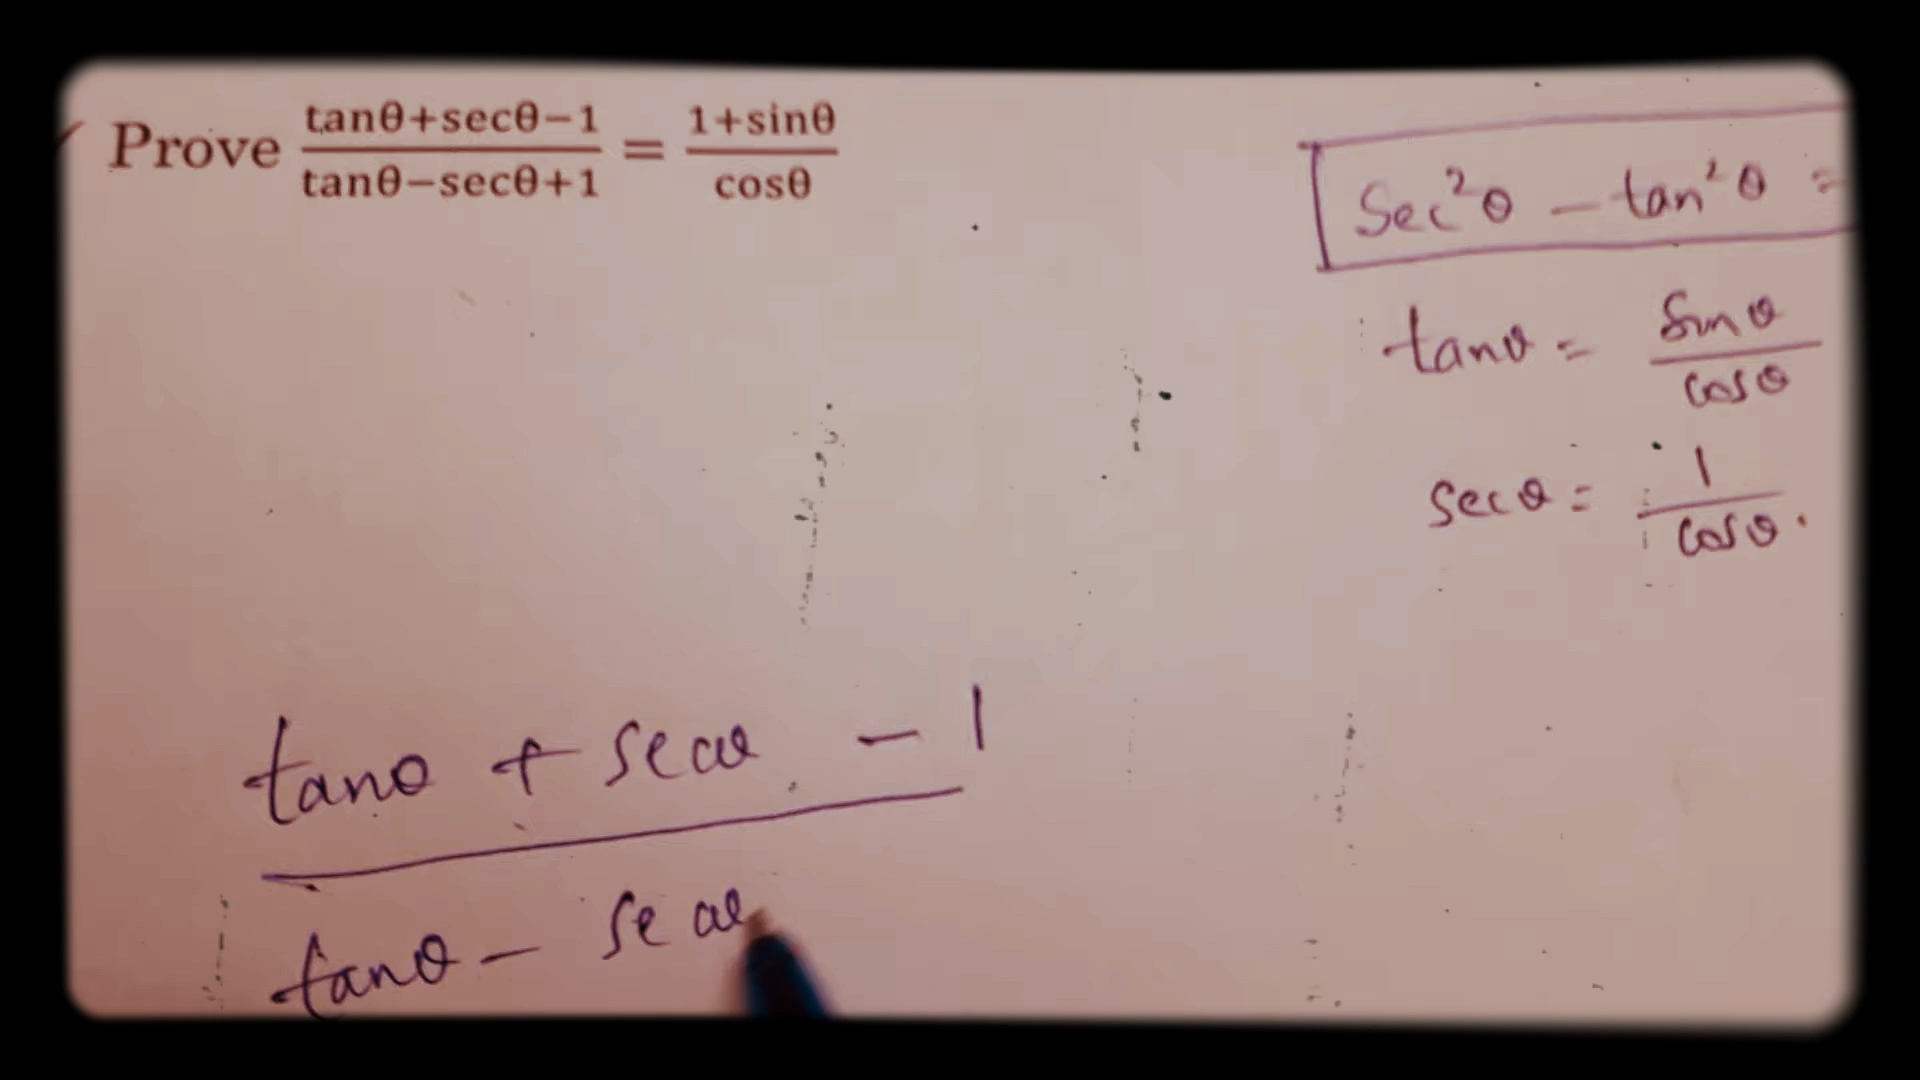 Prove tanθ+secθ−1 / tanθ−secθ+1 = 1+sinθ / cosθ
Sec²θ − tan²θ =
tanθ = Sinθ / cosθ
secθ = 1 / cosθ.
tanθ + secθ − 1
tanθ − secθ